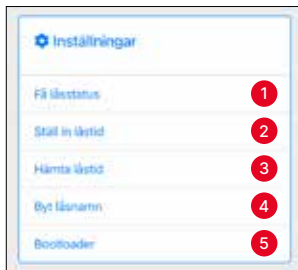 Inställningar
Få låsstatus 1
Ställ in låstid 2
Hämta låstid 3
Byt låsnamn 4
Bootloader 5